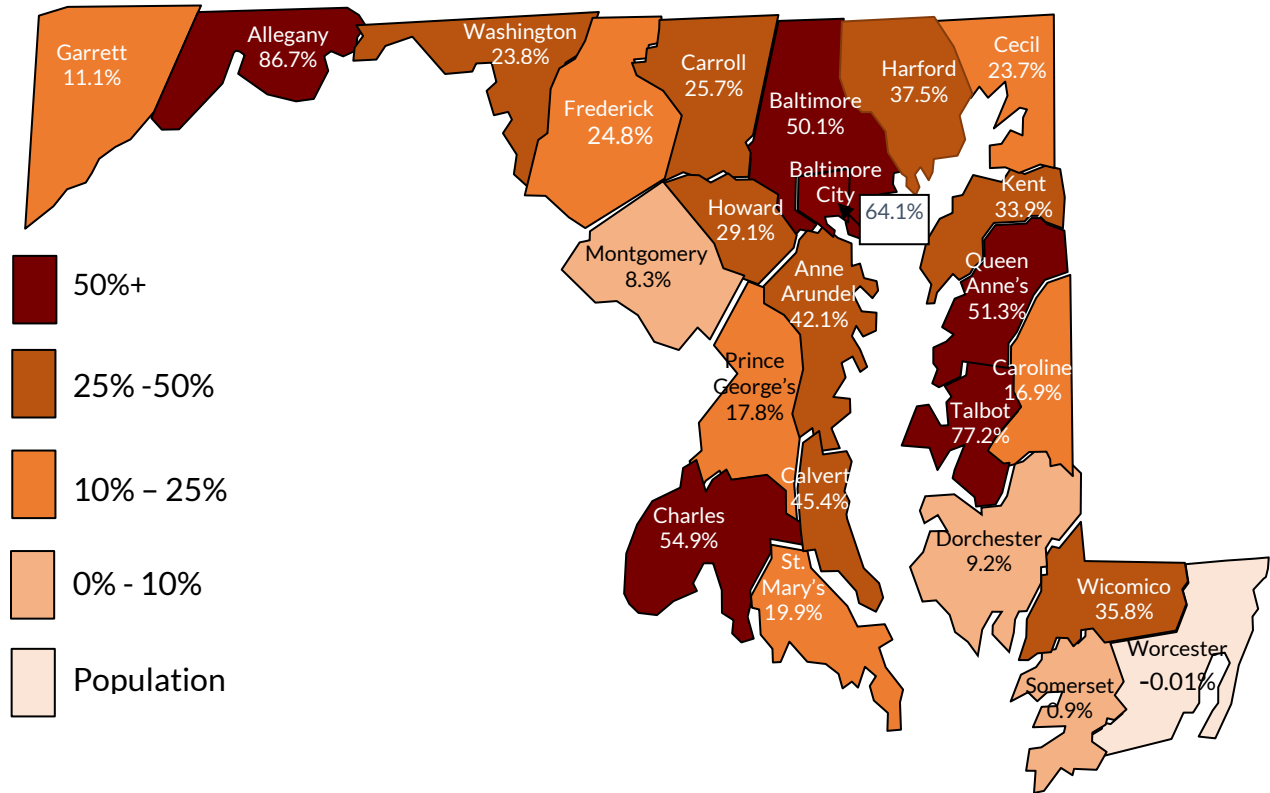 Garrett
11.1%
Allegany
86.7%
Washington
23.8%
Frederick
24.8%
Carroll
25.7%
Baltimore
50.1%
Harford
37.5%
Cecil
23.7%
Baltimore
City
64.1%
Kent
33.9%
Howard
29.1%
Montgomery
8.3%
Anne
Arundel
42.1%
Queen
Anne’s
51.3%
Prince
George’s
17.8%
Caroline
16.9%
Talbot
77.2%
Calvert
45.4%
Charles
54.9%
St.
Mary’s
19.9%
Dorchester
9.2%
Wicomico
35.8%
Worcester
−0.01%
Somerset
0.9%
50%+
25% -50%
10% – 25%
0% - 10%
Population